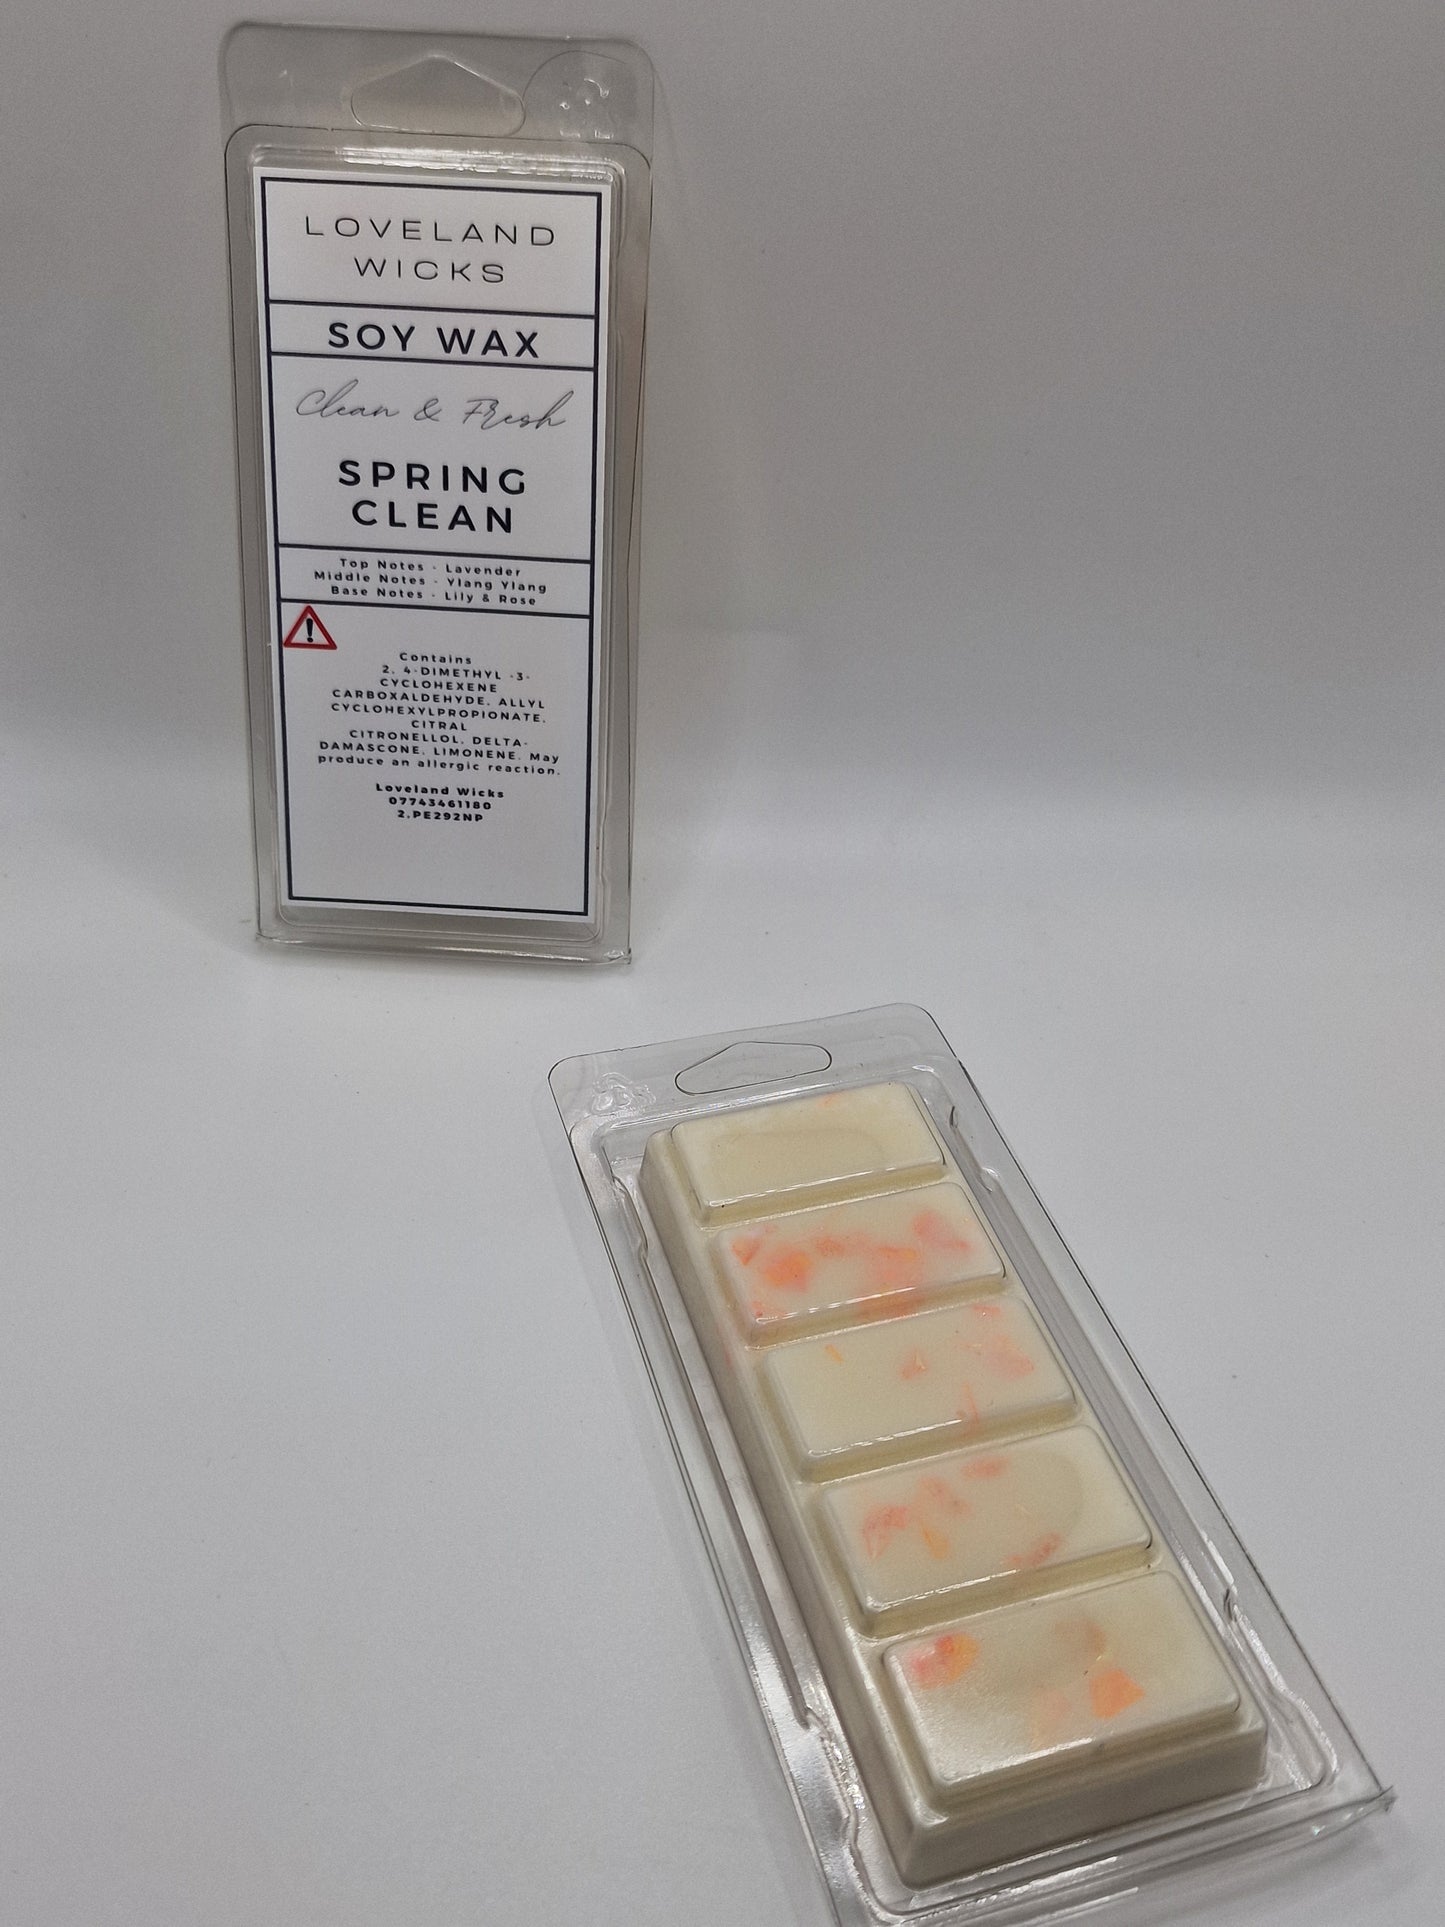 LOVELAND
WICKS
SOY WAX
Clean & Fresh
SPRING
CLEAN
Top Notes - Lavender
Middle Notes - Ylang Ylang
Base Notes - Lily & Rose
Contains
2, 4-DIMETHYL -3-
CYCLOHEXENE
CARBOXALDEHYDE, ALLYL
CYCLOHEXYLPROPIONATE,
CITRAL
CITRONELLOL, DELTA-
DAMASCONE, LIMONENE. May
produce an allergic reaction.
Loveland Wicks
07743461180
2,PE292NP